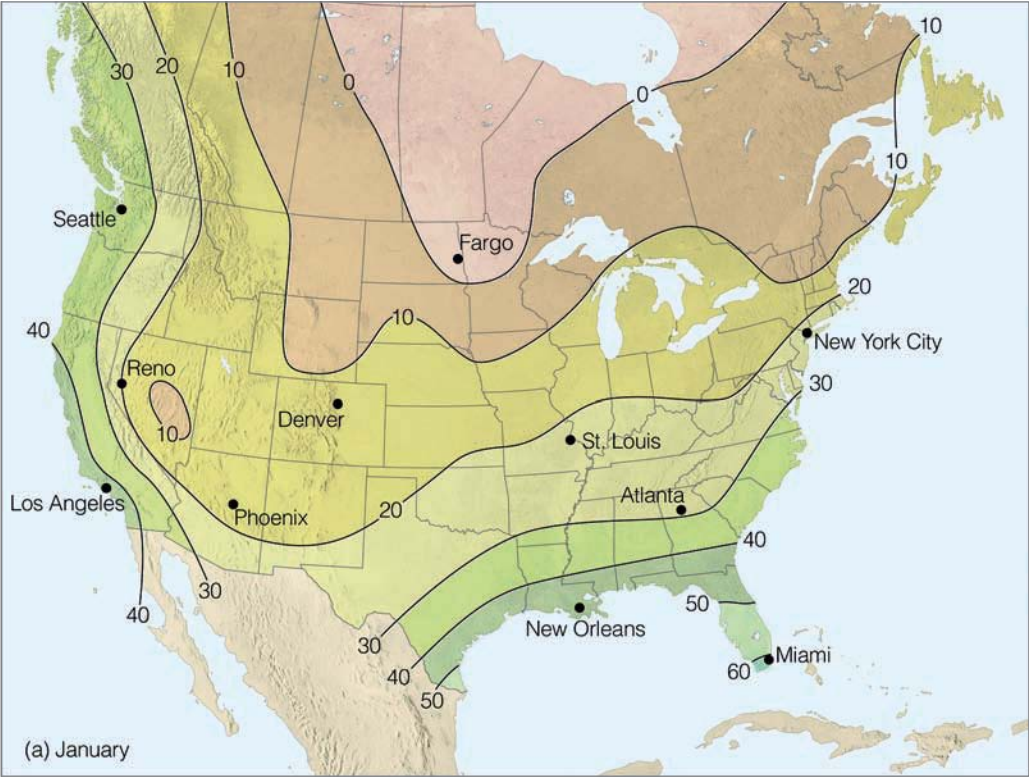 10
30
20
10
0
0
10
Seattle
Fargo
20
10
40
New York City
Reno
30
Denver
10
St. Louis
Los Angeles
Phoenix
20
Atlanta
40
30
40
50
New Orleans
30
Miami
60
40
50
(a) January